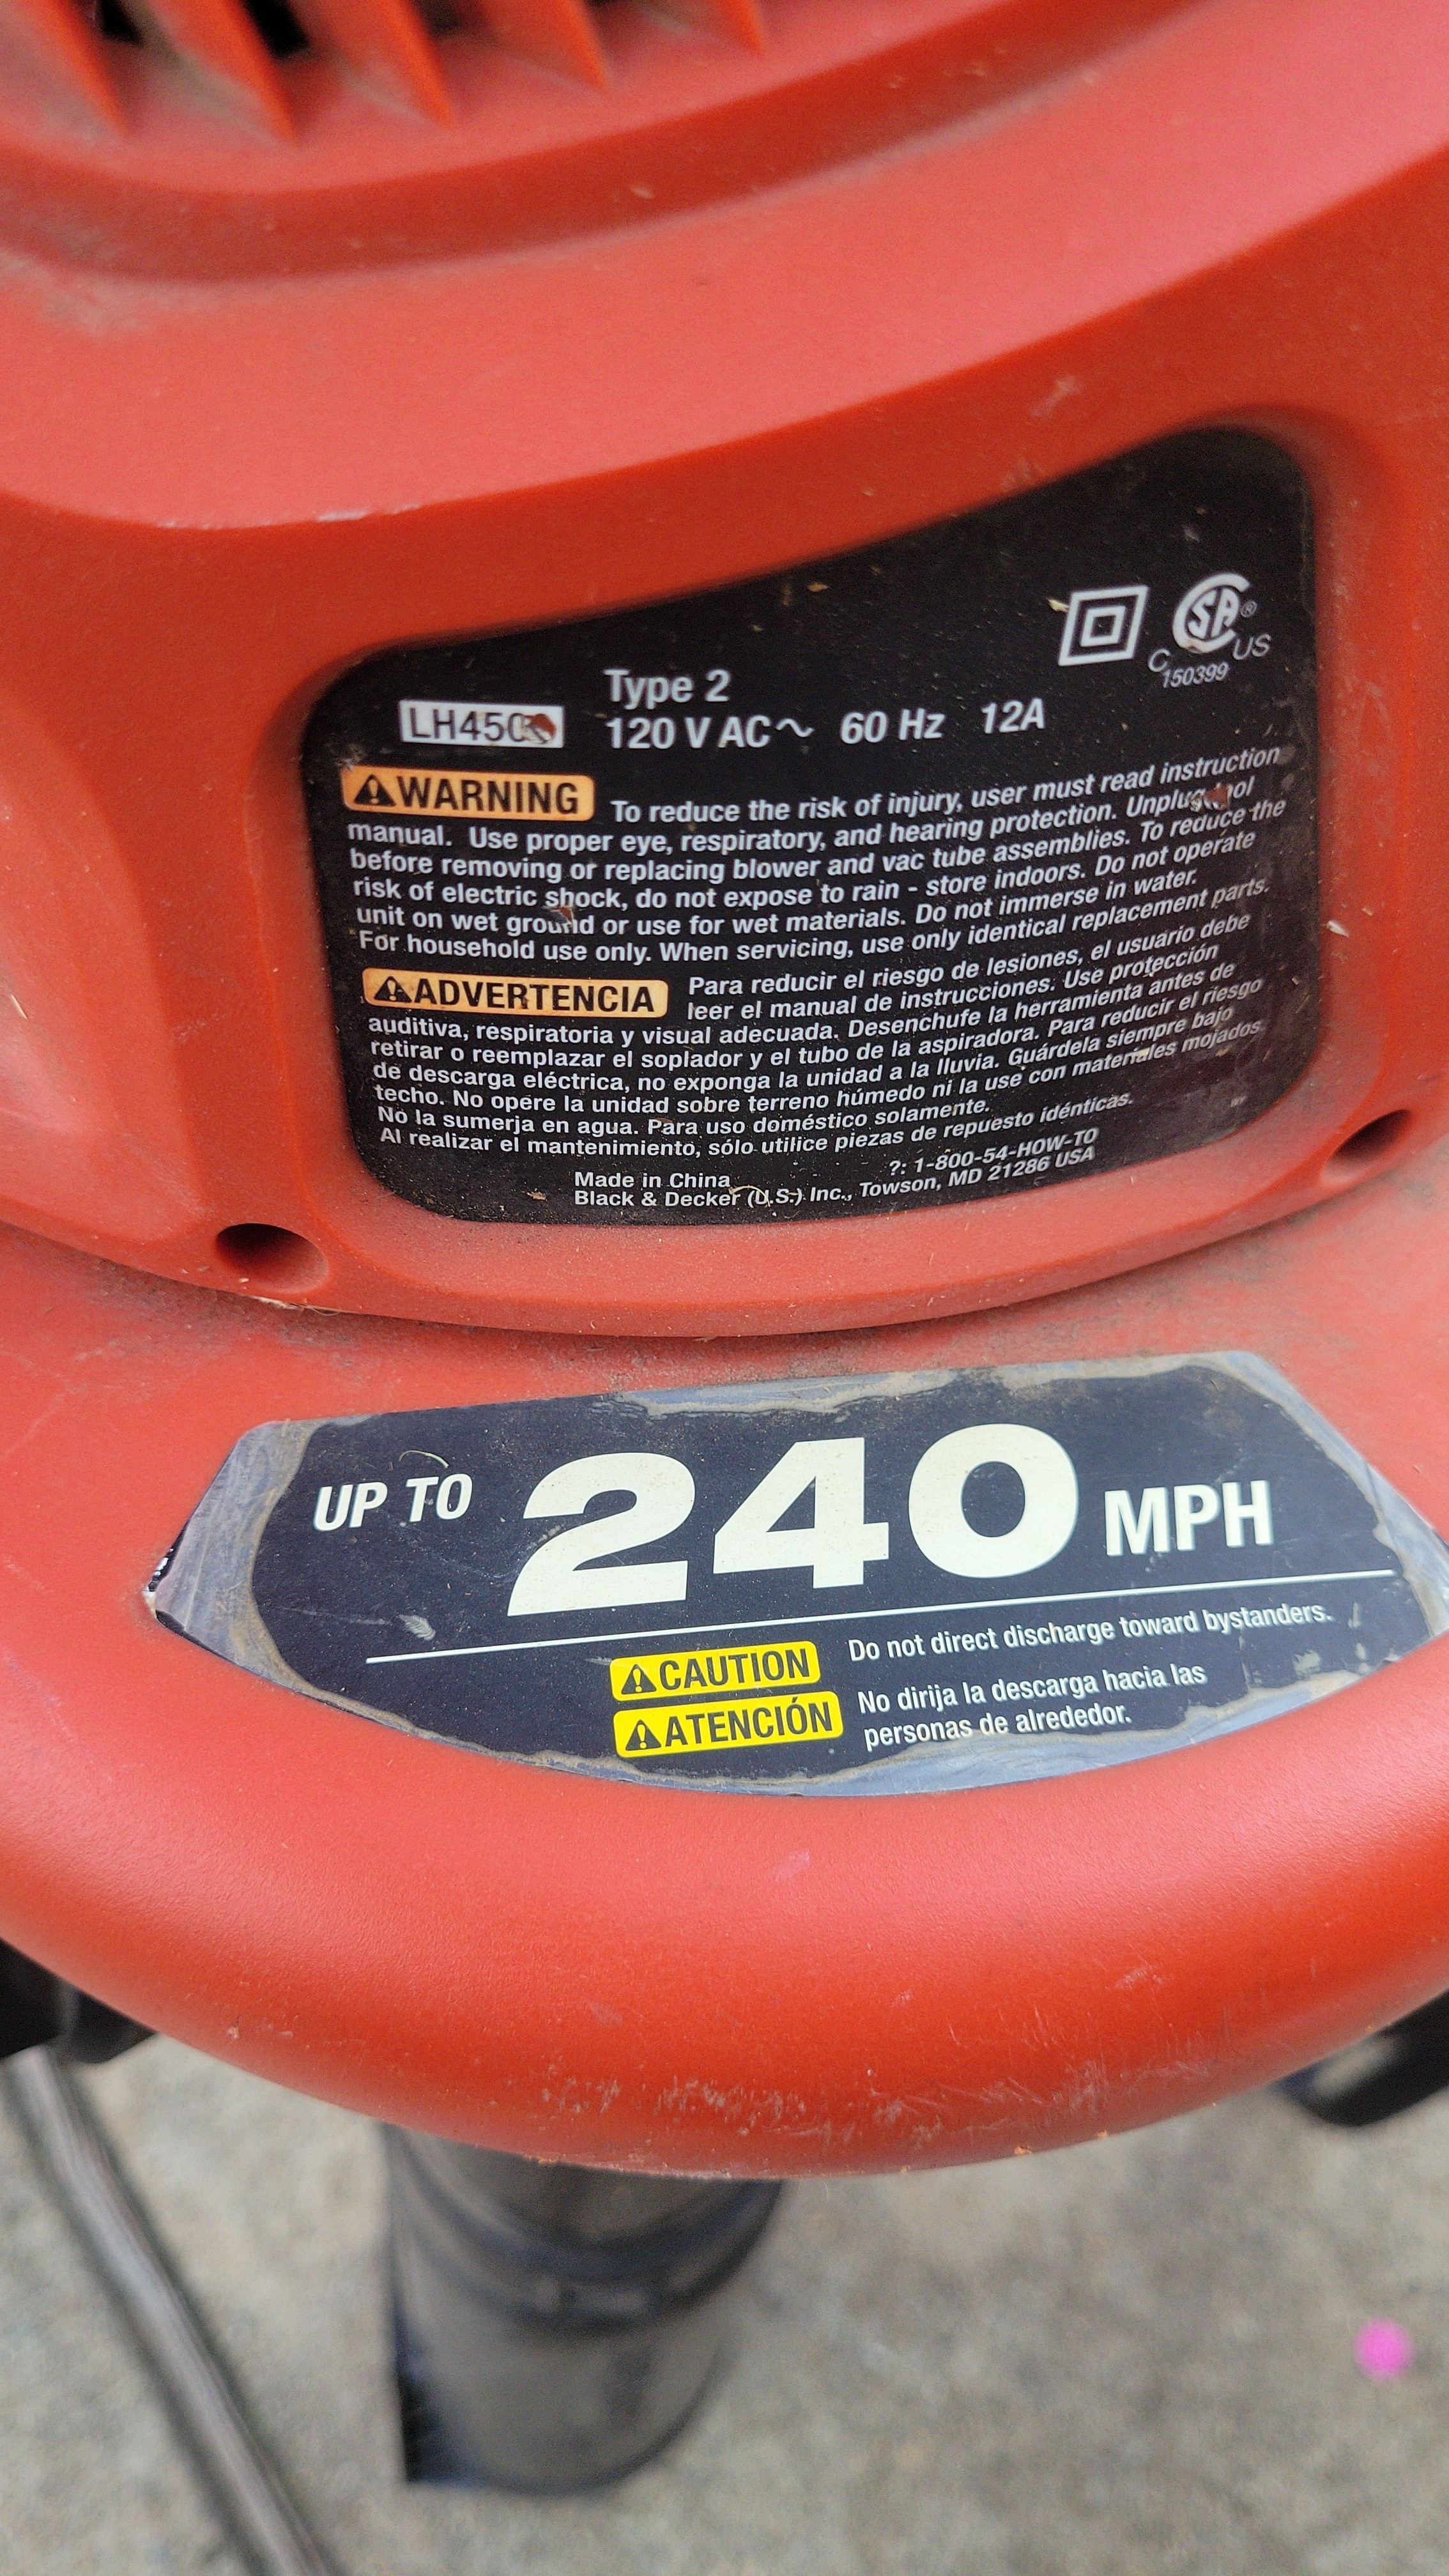 Type 2
120 V AC~ 60 Hz 12A
SA®
C US
150399
WARNING To reduce the risk of injury, user must read instruction
manual. Use proper eye, respiratory, and hearing protection. Unplug tool
before removing or replacing blower and vac tube assemblies. To reduce the
risk of electric shock, do not expose to rain - store indoors. Do not operate
unit on wet ground or use for wet materials. Do not immerse in water.
For household use only. When servicing, use only identical replacement parts.
ADVERTENCIA Para reducir el riesgo de lesiones, el usuario debe
leer el manual de instrucciones. Use protección
auditiva, respiratoria y visual adecuada. Desenchufe la herramienta antes de
retirar o reemplazar el soplador y el tubo de la aspiradora. Para reducir el riesgo
de descarga eléctrica, no exponga la unidad a la lluvia. Guárdela siempre bajo
techo. No opere la unidad sobre terreno húmedo ni la use con materiales mojados.
No la sumerja en agua. Para uso doméstico solamente.
Al realizar el mantenimiento, sólo utilice piezas de repuesto idénticas.
Made in China ?: 1-800-54-HOW-TO
Black & Decker (U.S.) Inc., Towson, MD 21286 USA
UP TO 240 MPH
CAUTION Do not direct discharge toward bystanders.
ATENCIÓN No dirija la descarga hacia las
personas de alrededor.